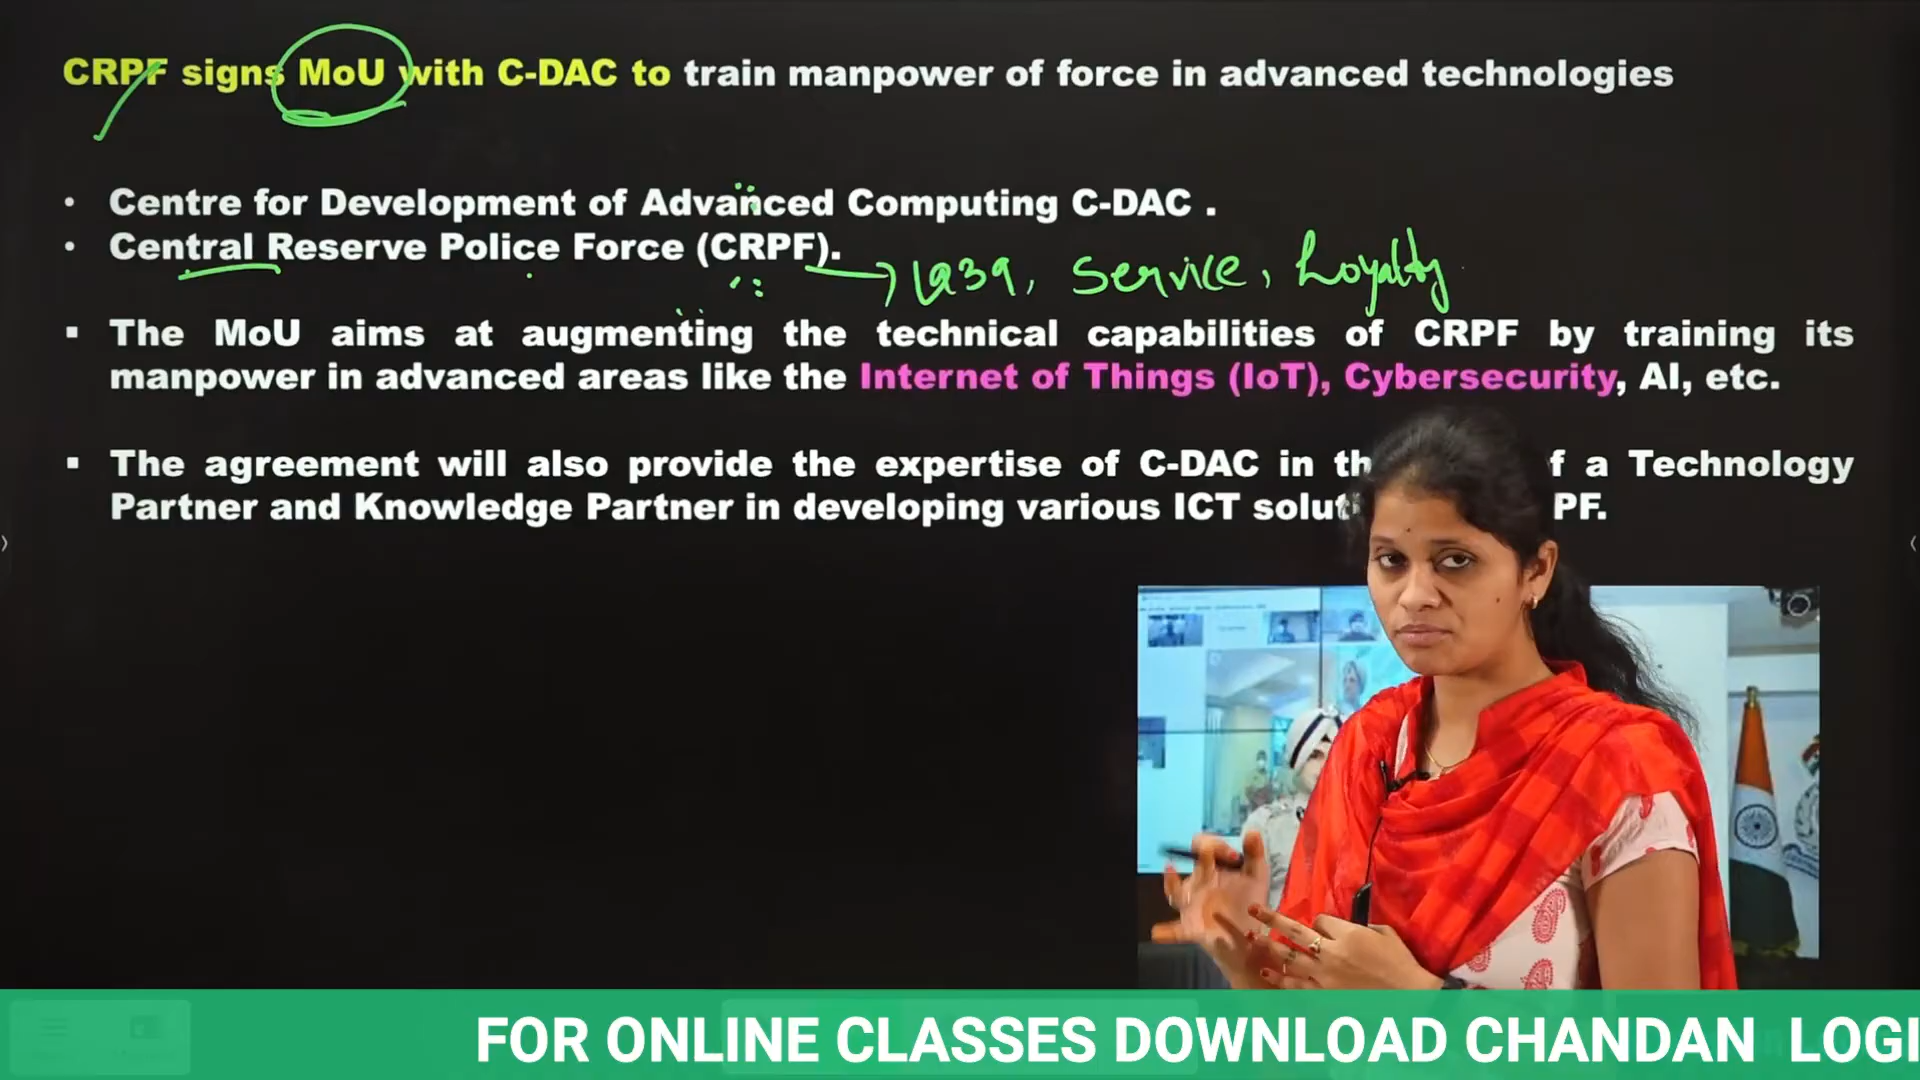 CRPF signs MoU with C-DAC to train manpower of force in advanced technologies
• Centre for Development of Advanced Computing C-DAC .
• Central Reserve Police Force (CRPF).
→ 1939, Service, Loyalty
▪ The MoU aims at augmenting the technical capabilities of CRPF by training its
manpower in advanced areas like the Internet of Things (IoT), Cybersecurity, AI, etc.
▪ The agreement will also provide the expertise of C-DAC in th f a Technology
Partner and Knowledge Partner in developing various ICT solut PF.
FOR ONLINE CLASSES DOWNLOAD CHANDAN LOGI